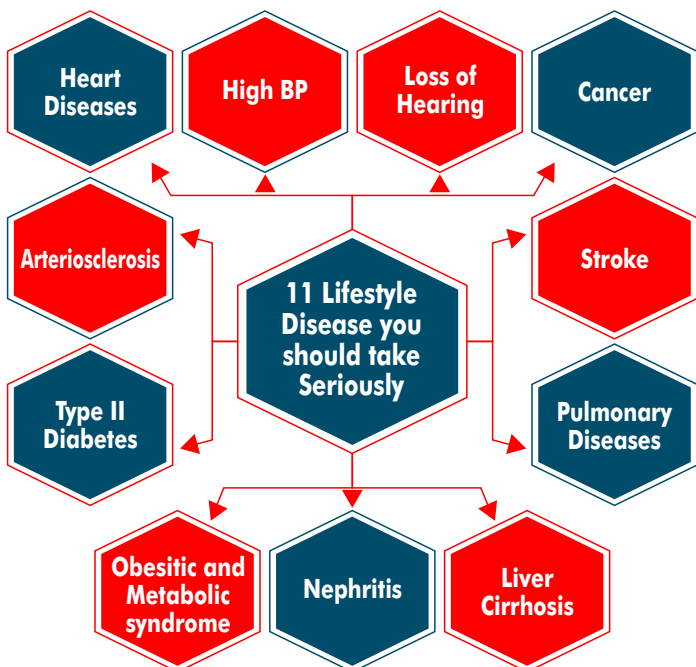 Heart
Diseases
High BP
Loss of
Hearing
Cancer
Arteriosclerosis
11 Lifestyle
Disease you
should take
Seriously
Stroke
Type II
Diabetes
Pulmonary
Diseases
Obesitic and
Metabolic
syndrome
Nephritis
Liver
Cirrhosis